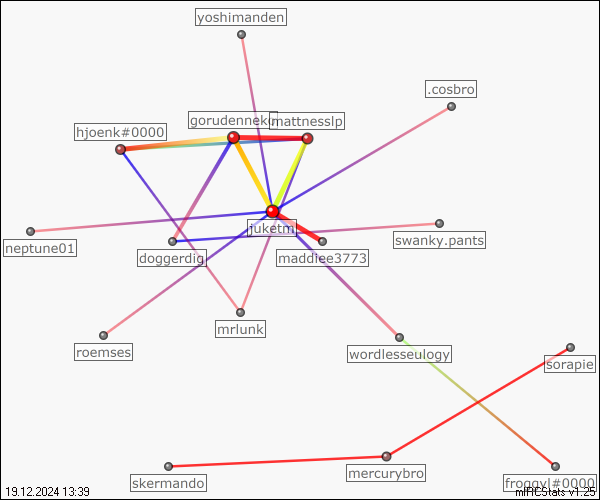 yoshimanden
.cosbro
gorudenneko
mattnesslp
hjoenk#0000
juketm
neptune01
swanky.pants
doggerdig
maddiee3773
mrlunk
roemses
wordlesseulogy
sorapie
skermando
mercurybro
froggyl#0000
19.12.2024 13:39
mIRCStats v1.25